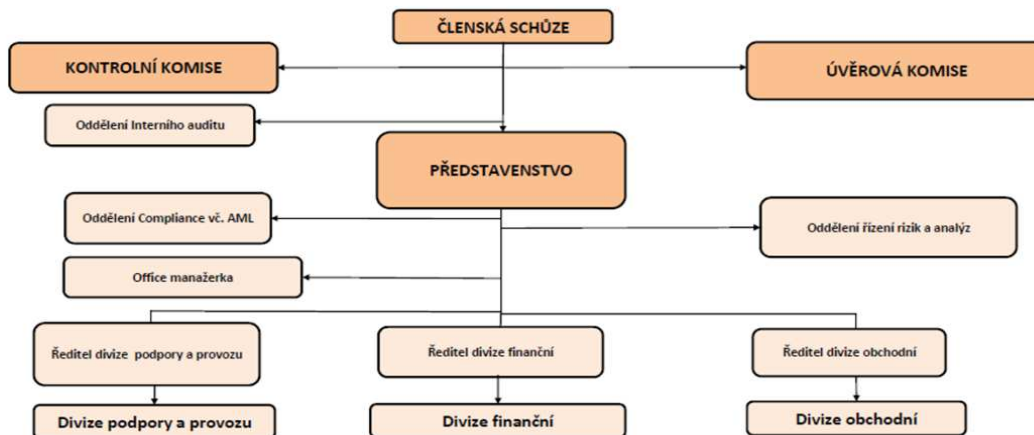 ČLENSKÁ SCHŮZE
KONTROLNÍ KOMISE
ÚVĚROVÁ KOMISE
Oddělení Interního auditu
PŘEDSTAVENSTVO
Oddělení Compliance vč. AML
Oddělení řízení rizik a analýz
Office manažerka
Ředitel divize podpory a provozu
Ředitel divize finanční
Ředitel divize obchodní
Divize podpory a provozu
Divize finanční
Divize obchodní